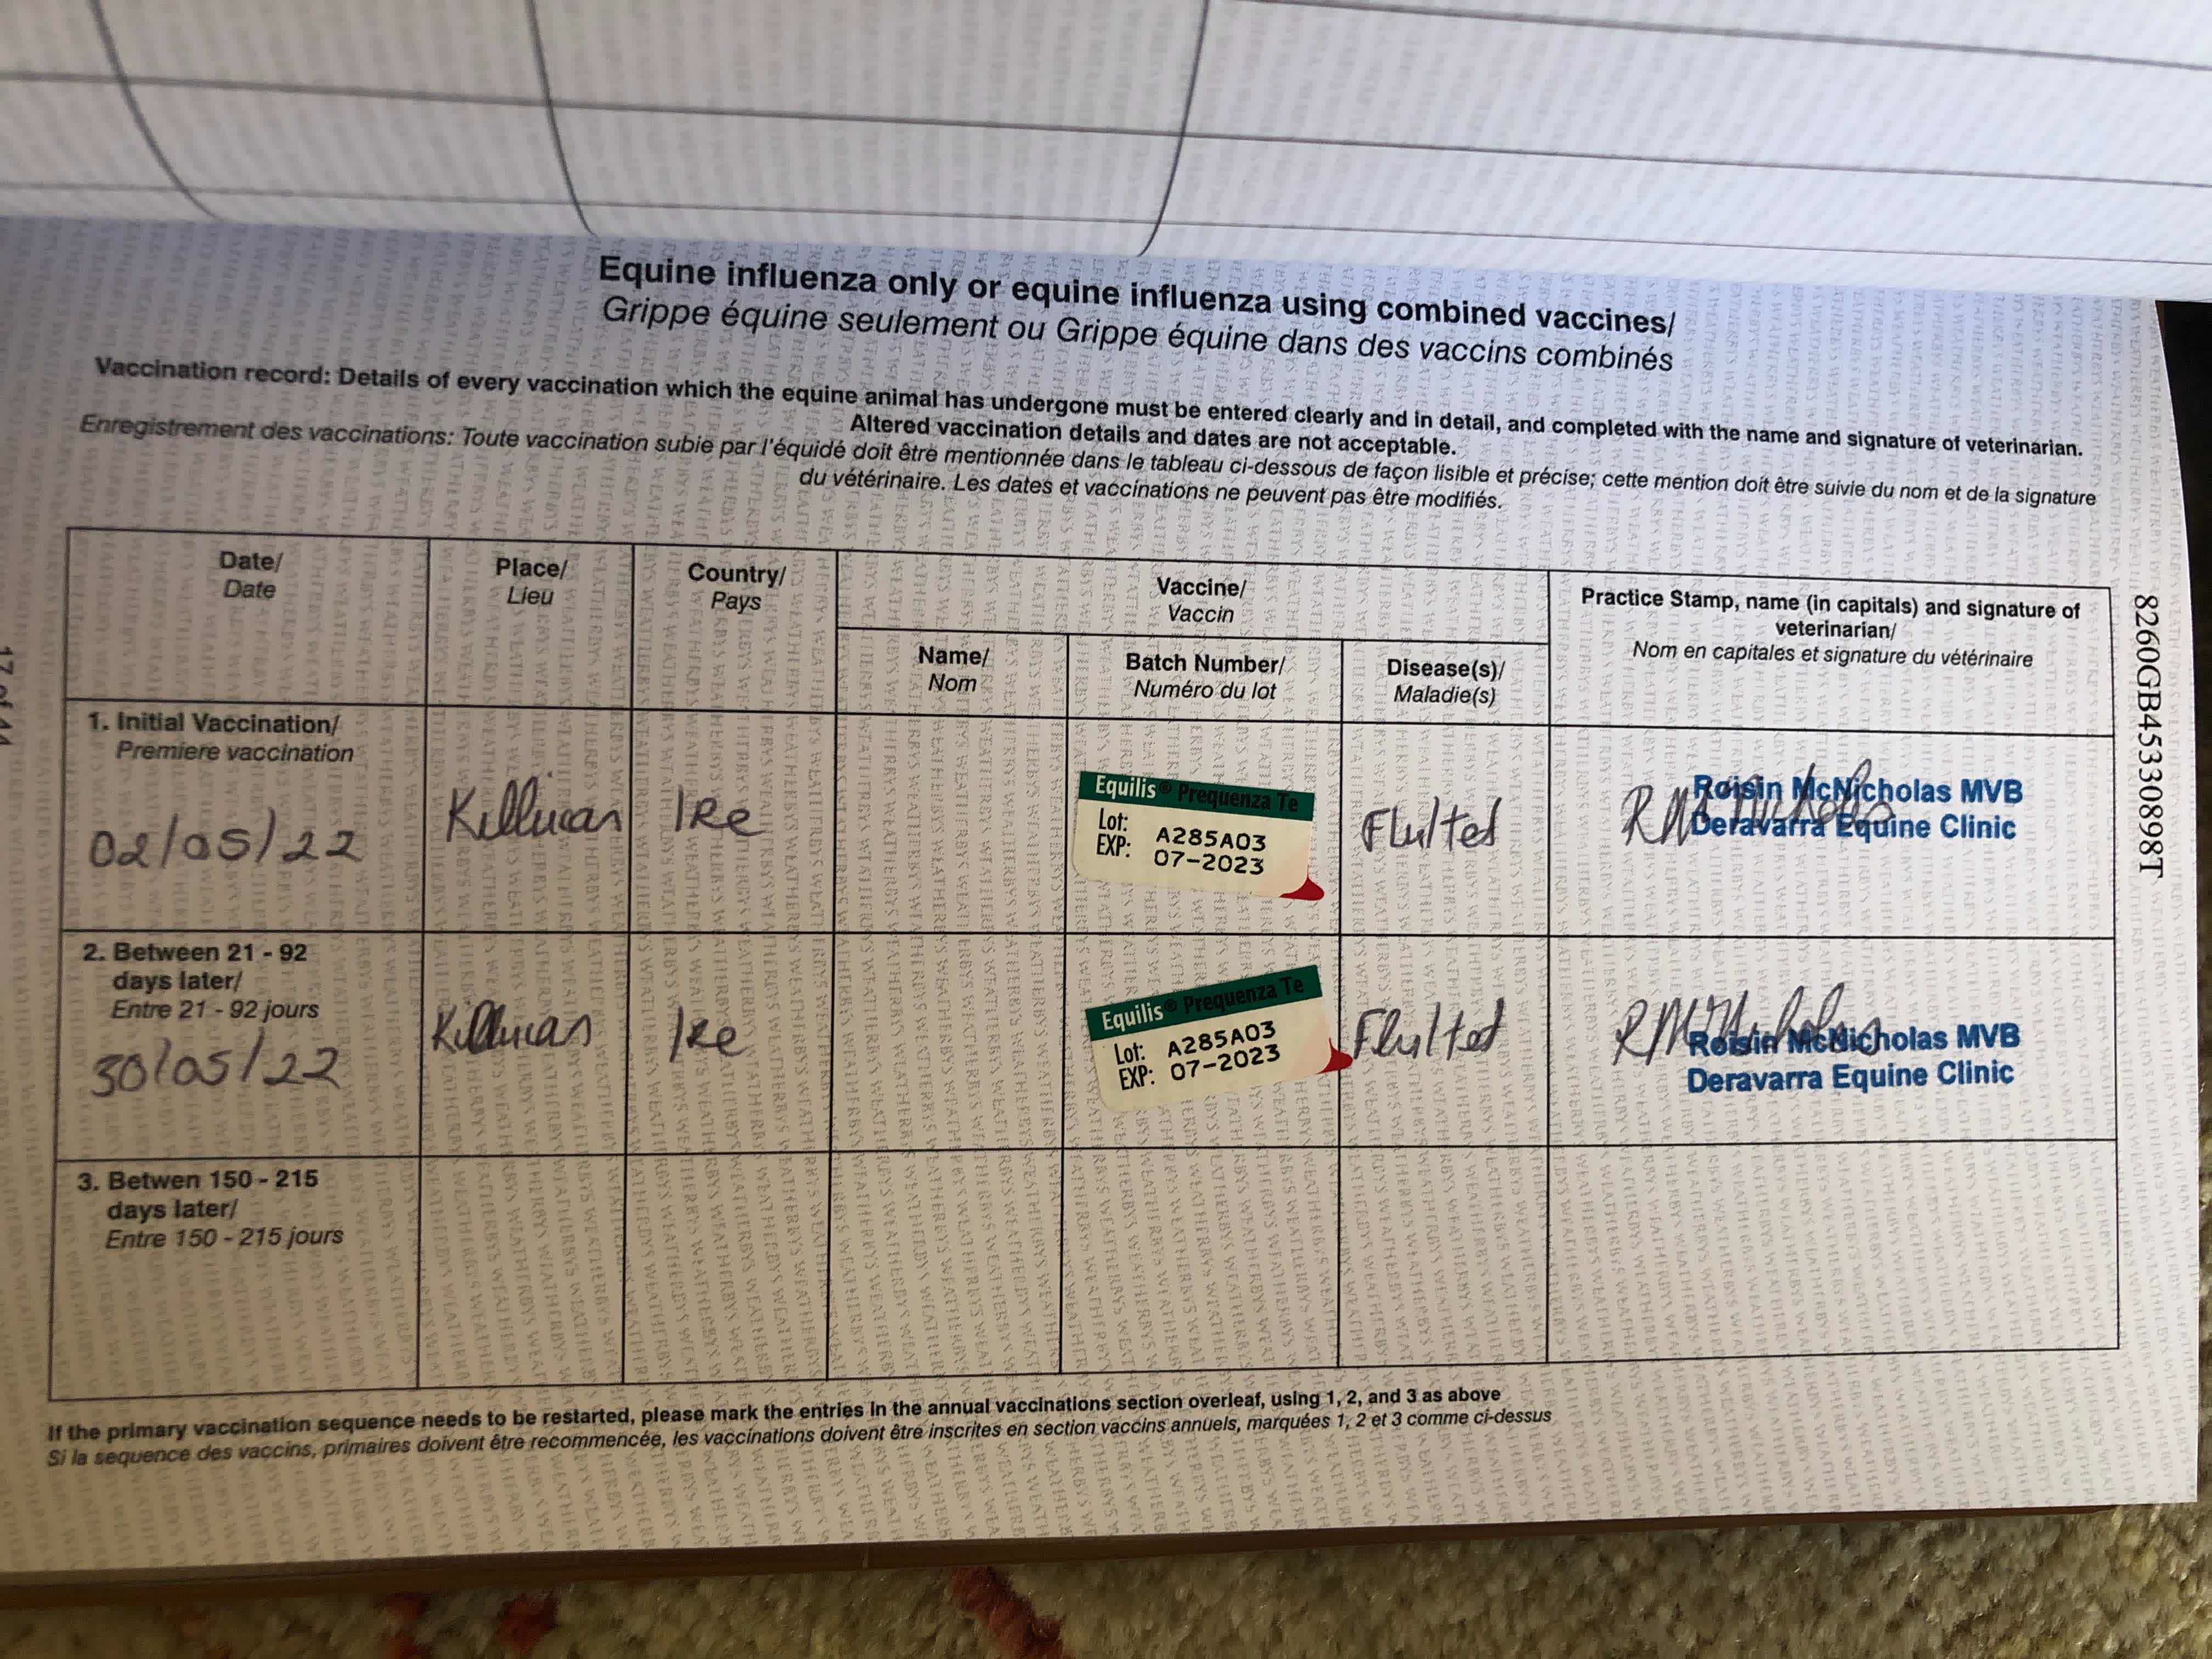 Equine influenza only or equine influenza using combined vaccines/
Grippe équine seulement ou Grippe équine dans des vaccins combinés
Vaccination record: Details of every vaccination which the equine animal has undergone must be entered clearly and in detail, and completed with the name and signature of veterinarian.
Altered vaccination details and dates are not acceptable.
Enregistrement des vaccinations: Toute vaccination subie par l'équidé doit être mentionnée dans le tableau ci-dessous de façon lisible et précise; cette mention doit être suivie du nom et de la signature
du vétérinaire. Les dates et vaccinations ne peuvent pas être modifiés.
Date/
Date
Place/
Lieu
Country/
Pays
Vaccine/
Vaccin
Name/
Nom
Batch Number/
Numéro du lot
Disease(s)/
Maladie(s)
Practice Stamp, name (in capitals) and signature of
veterinarian/
Nom en capitales et signature du vétérinaire
1. Initial Vaccination/
Premiere vaccination
02/05/22
Killucan
Ire
Equilis® Prequenza Te
Lot: A285A03
EXP: 07-2023
Flu/tet
Roisin McNicholas MVB
Deravarra Equine Clinic
2. Between 21 - 92
days later/
Entre 21 - 92 jours
30/05/22
Killucan
Ire
Equilis® Prequenza Te
Lot: A285A03
EXP: 07-2023
Flu/tet
Roisin McNicholas MVB
Deravarra Equine Clinic
3. Betwen 150 - 215
days later/
Entre 150 - 215 jours
If the primary vaccination sequence needs to be restarted, please mark the entries in the annual vaccinations section overleaf, using 1, 2, and 3 as above
Si la sequence des vaccins, primaires doivent être recommencée, les vaccinations doivent être inscrites en section vaccins annuels, marquées 1, 2 et 3 comme ci-dessus
8260GB45330898T